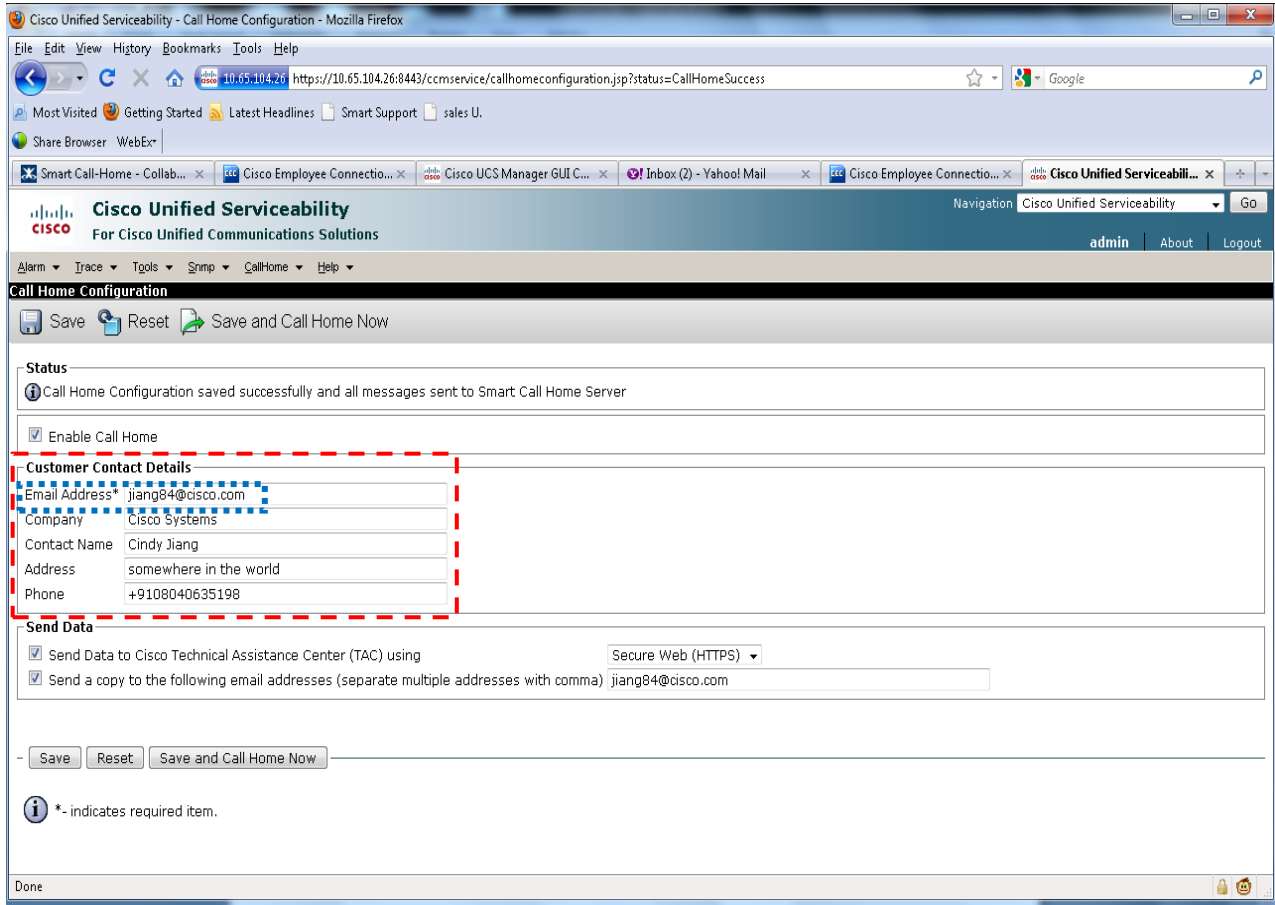 Cisco Unified Serviceability - Call Home Configuration - Mozilla Firefox
File Edit View History Bookmarks Tools Help
10.65.104.26 https://10.65.104.26:8443/ccmservice/callhomeconfiguration.jsp?status=CallHomeSuccess Google
Most Visited Getting Started Latest Headlines Smart Support sales U.
Share Browser WebEx
Smart Call-Home - Collab... Cisco Employee Connectio... Cisco UCS Manager GUI C... Inbox (2) - Yahoo! Mail Cisco Employee Connectio... Cisco Unified Serviceabili...
CISCO Cisco Unified Serviceability Navigation Cisco Unified Serviceability Go
For Cisco Unified Communications Solutions admin About Logout
Alarm Trace Tools Snmp CallHome Help
Call Home Configuration
Save Reset Save and Call Home Now
Status
Call Home Configuration saved successfully and all messages sent to Smart Call Home Server
Enable Call Home
Customer Contact Details
Email Address* jiang84@cisco.com
Company Cisco Systems
Contact Name Cindy Jiang
Address somewhere in the world
Phone +9108040635198
Send Data
Send Data to Cisco Technical Assistance Center (TAC) using Secure Web (HTTPS)
Send a copy to the following email addresses (separate multiple addresses with comma) jiang84@cisco.com
Save Reset Save and Call Home Now
*- indicates required item.
Done